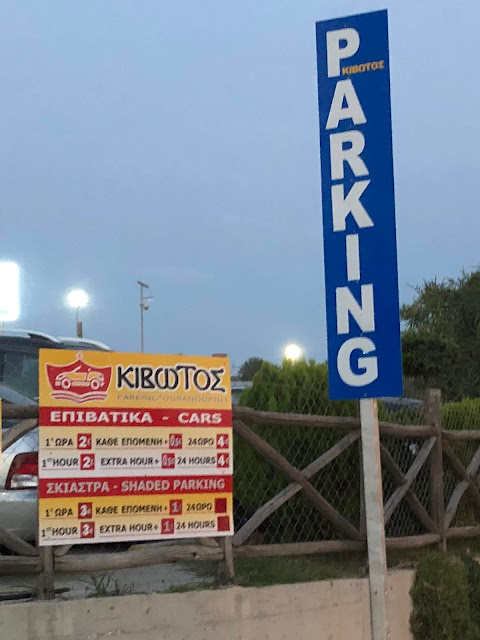 PARKING
ΚΙΒΩΤΟΣ
ΚΙΒΩΤΟΣ
PARKING OURANOUPLIS
ΕΠΙΒΑΤΙΚΑ - CARS
1η ΩΡΑ 2€ ΚΑΘΕ ΕΠΟΜΕΝΗ + 0,5€ 24ΩΡΟ 4€
1st HOUR 2€ EXTRA HOUR + 0,5€ 24 HOURS 4€
ΣΚΙΑΣΤΡΑ - SHADED PARKING
1η ΩΡΑ 3€ ΚΑΘΕ ΕΠΟΜΕΝΗ + 1€ 24ΩΡΟ
1st HOUR 3€ EXTRA HOUR + 1€ 24 HOURS